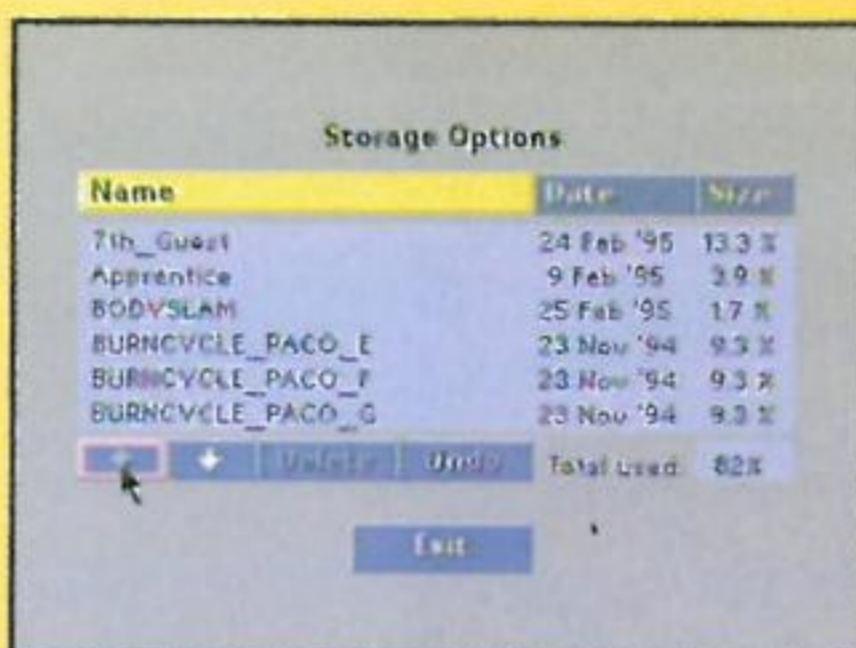 Storage Options
Name Date Size
7th_Guest 24 Feb '95 13.3 %
Apprentice 9 Feb '95 3.9 %
BODYSLAM 25 Feb '95 1.7 %
BURNCYCLE_PACO_E 23 Nov '94 9.3 %
BURNCYCLE_PACO_F 23 Nov '94 9.3 %
BURNCYCLE_PACO_G 23 Nov '94 9.3 %
Delete Undo Total Used 82%
Exit